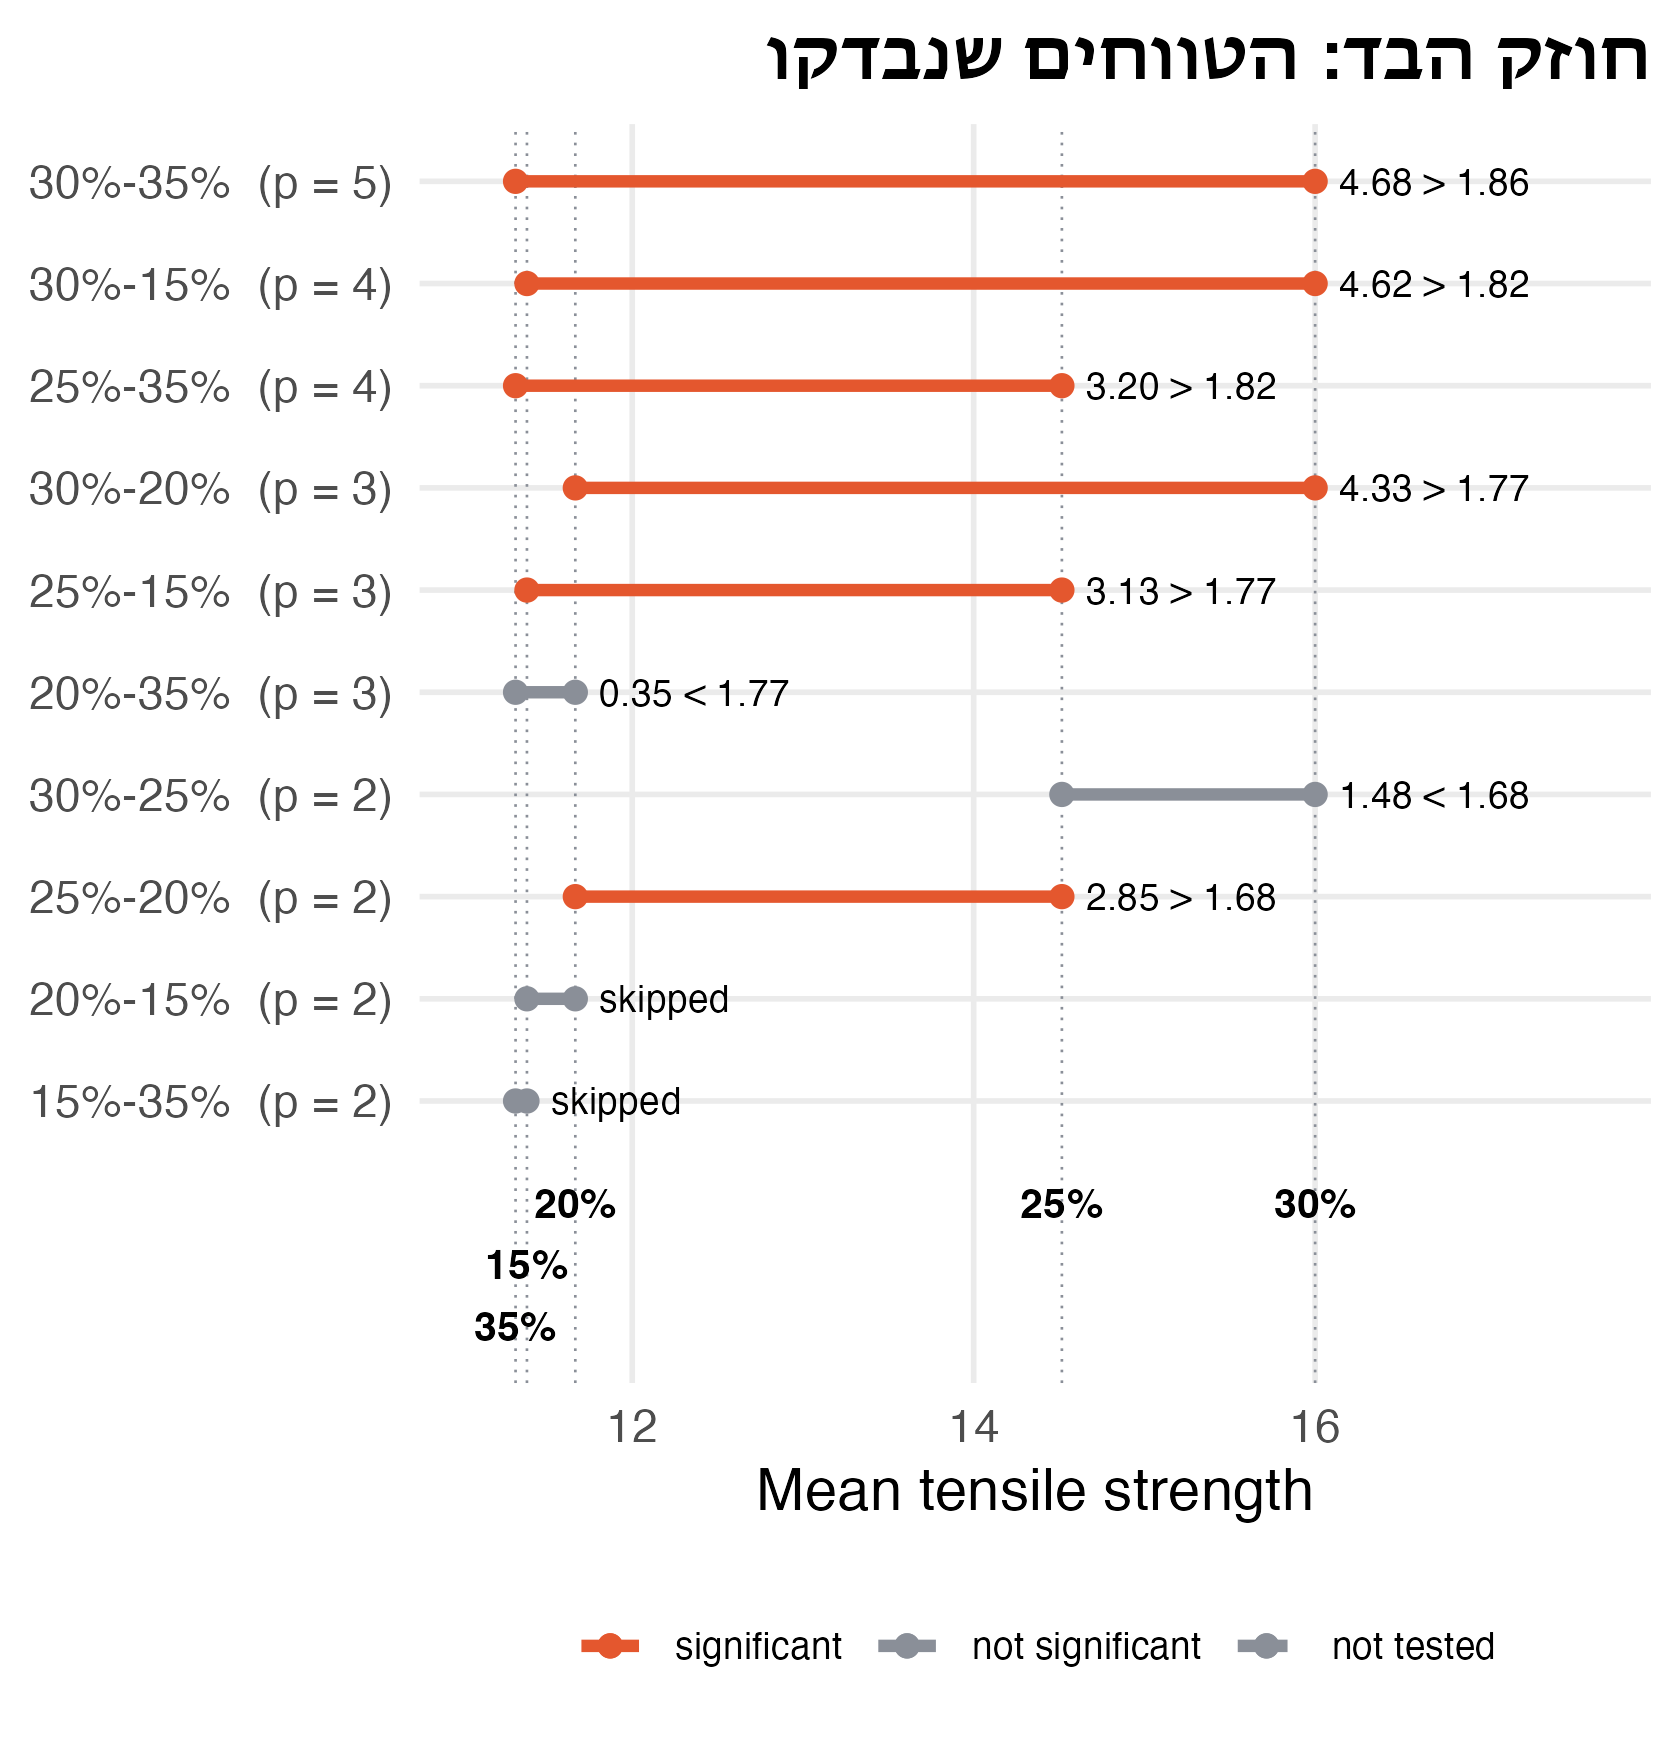 חוזק הבד: הטווחים שנבדקו
30%-35% (p = 5) 4.68 > 1.86
30%-15% (p = 4) 4.62 > 1.82
25%-35% (p = 4) 3.20 > 1.82
30%-20% (p = 3) 4.33 > 1.77
25%-15% (p = 3) 3.13 > 1.77
20%-35% (p = 3) 0.35 < 1.77
30%-25% (p = 2) 1.48 < 1.68
25%-20% (p = 2) 2.85 > 1.68
20%-15% (p = 2) skipped
15%-35% (p = 2) skipped
20% 25% 30%
15%
35%
12 14 16
Mean tensile strength
significant not significant not tested